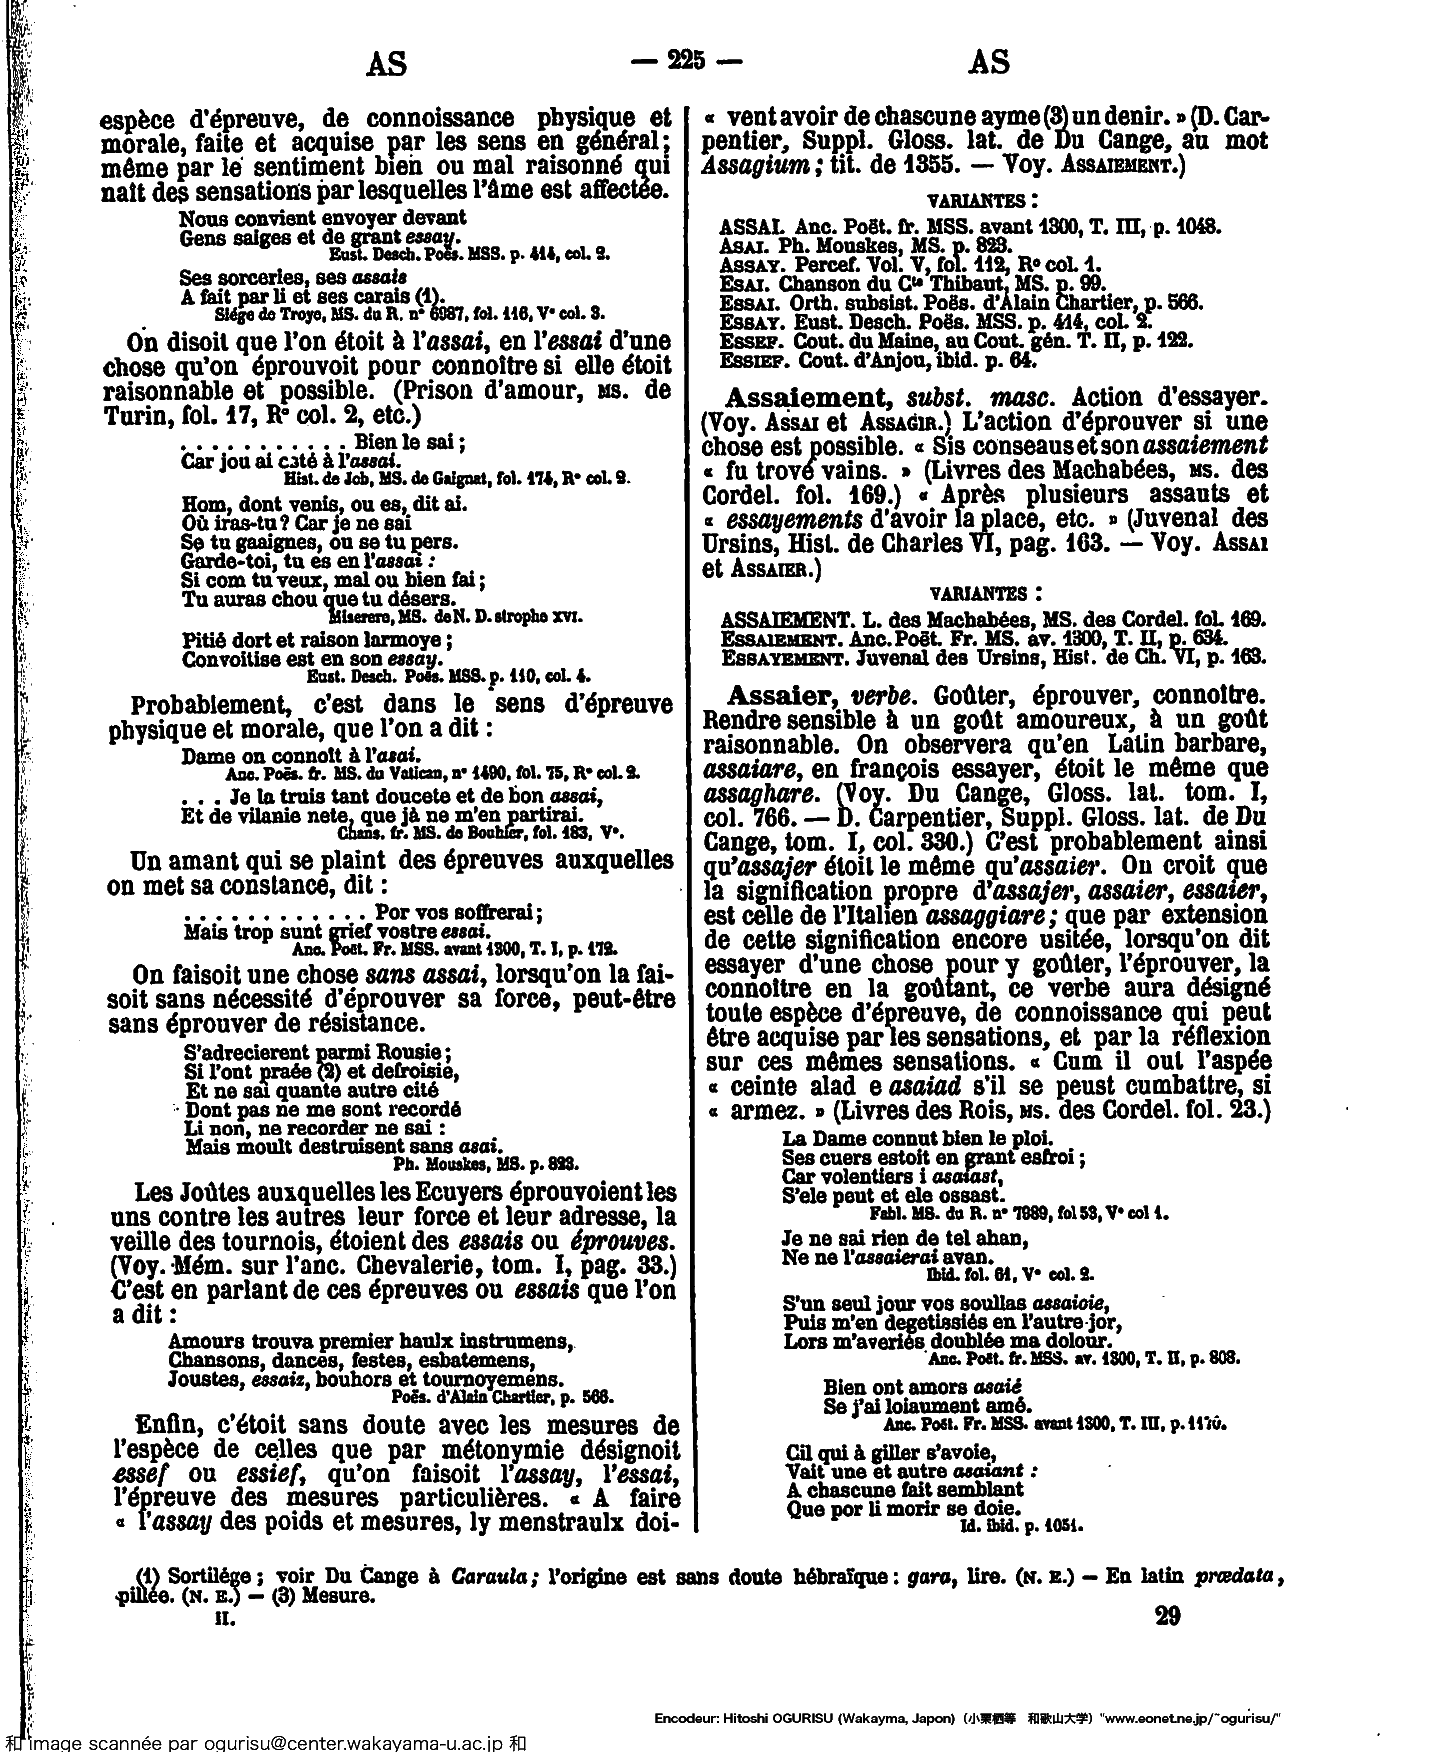 AS
— 225 —
AS
espèce d'épreuve, de connoissance physique et
morale, faite et acquise par les sens en général;
même par le sentiment bien ou mal raisonné qui
naît des sensations par lesquelles l'âme est affectée.
Nous convient envoyer devant
Gens saiges et de grant essay.
Eust. Desch. Poës. MSS. p. 414, col. 2.
Ses sorceries, ses assais
A fait par li et ses carais (1).
Siége de Troye, MS. du R. n° 6987, fol. 116, V° col. 3.
On disoit que l'on étoit à l'assai, en l'essai d'une
chose qu'on éprouvoit pour connoître si elle étoit
raisonnable et possible. (Prison d'amour, MS. de
Turin, fol. 17, R° col. 2, etc.)
. . . . . . . . . . . Bien le sai;
Car jou ai cité à l'assai.
Hist. de Job, MS. de Gaignat, fol. 174, R° col. 2.
Hom, dont venis, ou es, dit ai.
Où iras-tu? Car je ne sai
Se tu gaaignes, ou se tu pers.
Garde-toi, tu es en l'assai:
Si com tu veux, mal ou bien fai;
Tu auras chou que tu désers.
Miserere, MS. de N. D. strophe XVI.
Pitié dort et raison larmoye;
Convoitise est en son essay.
Eust. Desch. Poës. MSS. p. 110, col. 4.
Probablement, c'est dans le sens d'épreuve
physique et morale, que l'on a dit:
Dame on connoît à l'asai.
Anc. Poës. fr. MS. du Vatican, n° 1490, fol. 75, R° col. 2.
. . . Je la truis tant doucete et de bon assai,
Et de vilanie nete, que jà ne m'en partirai.
Chans. fr. MS. de Bouhier, fol. 183, V°.
Un amant qui se plaint des épreuves auxquelles
on met sa constance, dit:
. . . . . . . . . . . . Por vos soffrerai;
Mais trop sunt grief vostre essai.
Anc. Poët. Fr. MSS. avant 1300, T. I, p. 172.
On faisoit une chose sans assai, lorsqu'on la fai-
soit sans nécessité d'éprouver sa force, peut-être
sans éprouver de résistance.
S'adrecierent parmi Rousie;
Si l'ont praée (2) et defroisie,
Et ne sai quante autre cité
Dont pas ne me sont recordé
Li non, ne recorder ne sai:
Mais moult destruisent sans asai.
Ph. Mouskes, MS. p. 823.
Les Joûtes auxquelles les Ecuyers éprouvoient les
uns contre les autres leur force et leur adresse, la
veille des tournois, étoient des essais ou éprouves.
(Voy. Mém. sur l'anc. Chevalerie, tom. I, pag. 33.)
C'est en parlant de ces épreuves ou essais que l'on
a dit:
Amours trouva premier haulx instrumens,
Chansons, dances, festes, esbatemens,
Joustes, essaiz, bouhors et tournoyemens.
Poës. d'Alain Chartier, p. 566.
Enfin, c'étoit sans doute avec les mesures de
l'espèce de celles que par métonymie désignoit
essef ou essief, qu'on faisoit l'assay, l'essai,
l'épreuve des mesures particulières. « A faire
« l'assay des poids et mesures, ly menstraulx doi-
« vent avoir de chascune ayme (3) un denir. » (D. Car-
pentier, Suppl. Gloss. lat. de Du Cange, au mot
Assagium; tit. de 1355. — Voy. ASSAIEMENT.)
VARIANTES:
ASSAI. Anc. Poët. fr. MSS. avant 1300, T. III, p. 1048.
ASAI. Ph. Mouskes, MS. p. 823.
ASSAY. Percef. Vol. V, fol. 112, R° col. 1.
ESAI. Chanson du Cte Thibaut, MS. p. 99.
ESSAI. Orth. subsist. Poës. d'Alain Chartier, p. 566.
ESSAY. Eust. Desch. Poës. MSS. p. 414, col. 2.
ESSEF. Cout. du Maine, au Cout. gén. T. II, p. 122.
ESSIEF. Cout. d'Anjou, ibid. p. 64.
Assaiement, subst. masc. Action d'essayer.
(Voy. ASSAI et ASSAGIR.) L'action d'éprouver si une
chose est possible. « Sis conseaus et son assaiement
« fu trové vains. » (Livres des Machabées, MS. des
Cordel. fol. 169.) « Après plusieurs assauts et
« essayements d'avoir la place, etc. » (Juvenal des
Ursins, Hist. de Charles VI, pag. 163. — Voy. ASSAI
et ASSAIER.)
VARIANTES:
ASSAIEMENT. L. des Machabées, MS. des Cordel. fol. 169.
ESSAIEMENT. Anc. Poët. Fr. MS. av. 1300, T. II, p. 634.
ESSAYEMENT. Juvenal des Ursins, Hist. de Ch. VI, p. 163.
Assaier, verbe. Goûter, éprouver, connoître.
Rendre sensible à un goût amoureux, à un goût
raisonnable. On observera qu'en Latin barbare,
assaiare, en françois essayer, étoit le même que
assaghare. (Voy. Du Cange, Gloss. lat. tom. I,
col. 766. — D. Carpentier, Suppl. Gloss. lat. de Du
Cange, tom. I, col. 330.) C'est probablement ainsi
qu'assajer étoit le même qu'assaier. On croit que
la signification propre d'assajer, assaier, essaier,
est celle de l'Italien assaggiare; que par extension
de cette signification encore usitée, lorsqu'on dit
essayer d'une chose pour y goûter, l'éprouver, la
connoître en la goûtant, ce verbe aura désigné
toute espèce d'épreuve, de connoissance qui peut
être acquise par les sensations, et par la réflexion
sur ces mêmes sensations. « Cum il out l'aspée
« ceinte alad e asaiad s'il se peust cumbattre, si
« armez. » (Livres des Rois, MS. des Cordel. fol. 23.)
La Dame connut bien le ploi.
Ses cuers estoit en grant esfroi;
Car volentiers i asaiast,
S'ele peut et ele ossast.
Fabl. MS. du R. n° 7989, fol 53, V° col 1.
Je ne sai rien de tel ahan,
Ne ne l'assaierai avan.
Ibid. fol. 61, V° col. 2.
S'un seul jour vos soullas assaioie,
Puis m'en degetissiés en l'autre jor,
Lors m'averiés doublée ma dolour.
Anc. Poët. fr. MSS. av. 1300, T. II, p. 808.
Bien ont amors asaié
Se j'ai loiaument amé.
Anc. Poët. Fr. MSS. avant 1300, T. III, p.
Cil qui à giller s'avoie,
Vait une et autre asaiant:
A chascune fait semblant
Que por li morir se doie.
Id. ibid. p. 1051.
(1) Sortilége; voir Du Cange à Caraula; l'origine est sans doute hébraïque: gara, lire. (N. E.) — En latin prædata,
pillée. (N. E.) — (3) Mesure.
II.
29
Encodeur: Hitoshi OGURISU (Wakayma, Japon) (小栗栖等 和歌山大学) "www.eonet.ne.jp/~ogurisu/"
和 image scannée par ogurisu@center.wakayama-u.ac.jp 和